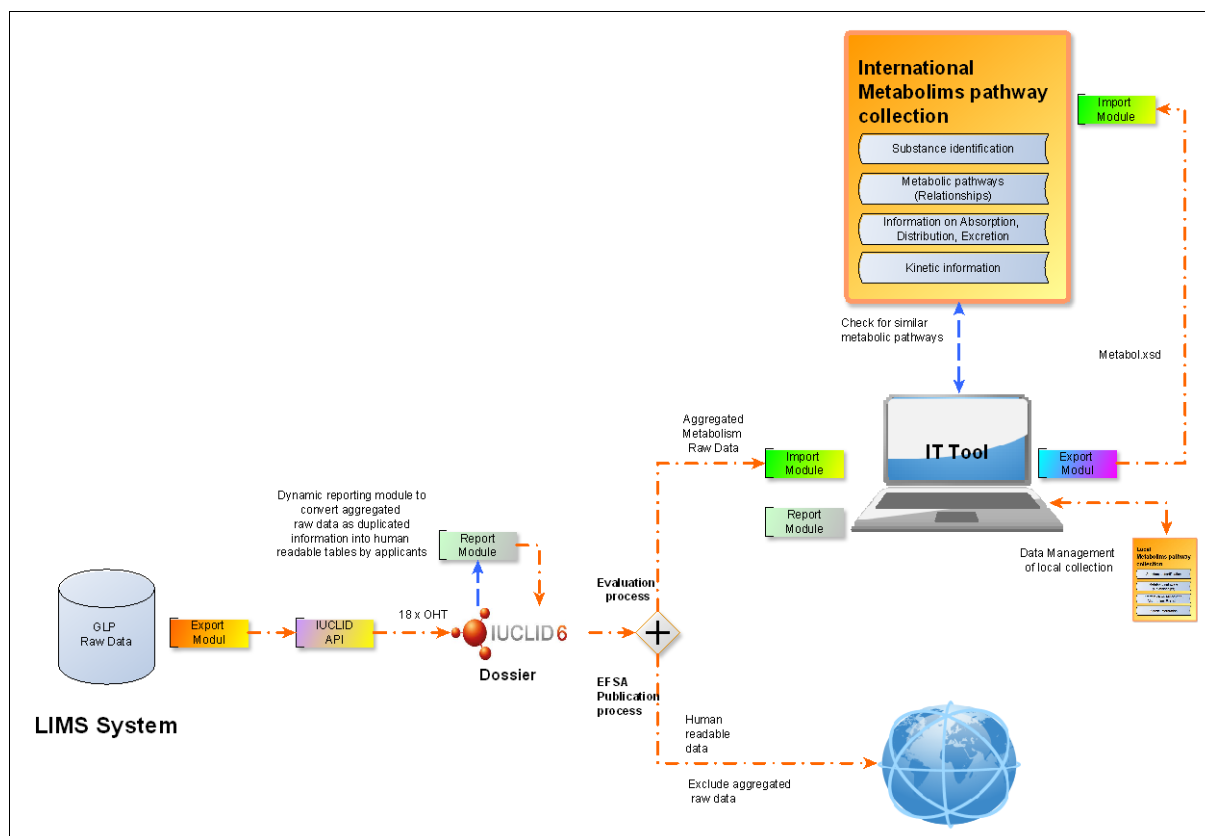 International
Metabolims pathway
collection
Substance identification
Metabolic pathways
(Relationships)
Information on Absorption,
Distribution, Excretion
Kinetic information
Import
Module
Check for similar
metabolic pathways
Metabol.xsd
Aggregated
Metabolism
Raw Data
Import
Module
IT Tool
Export
Modul
Report
Module
Data Management
of local collection
Local
Metabolims pathway
collection
Dynamic reporting module to
convert aggregated
raw data as duplicated
information into human
readable tables by applicants
Report
Module
Evaluation
process
GLP
Raw Data
Export
Modul
IUCLID
API
18 x OHT
IUCLID6
Dossier
EFSA
Publication
process
LIMS System
Human
readable
data
Exclude aggregated
raw data